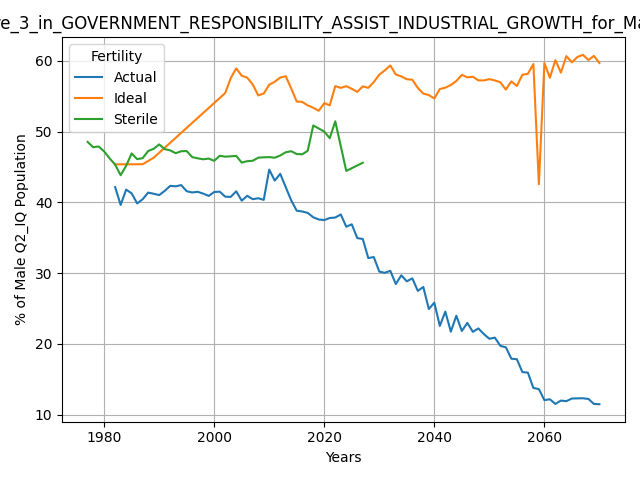 re_3_in_GOVERNMENT_RESPONSIBILITY_ASSIST_INDUSTRIAL_GROWTH_for_Ma
Fertility
Actual
Ideal
Sterile
% of Male Q2_IQ Population
60
50
40
30
20
10
1980
2000
2020
2040
2060
Years